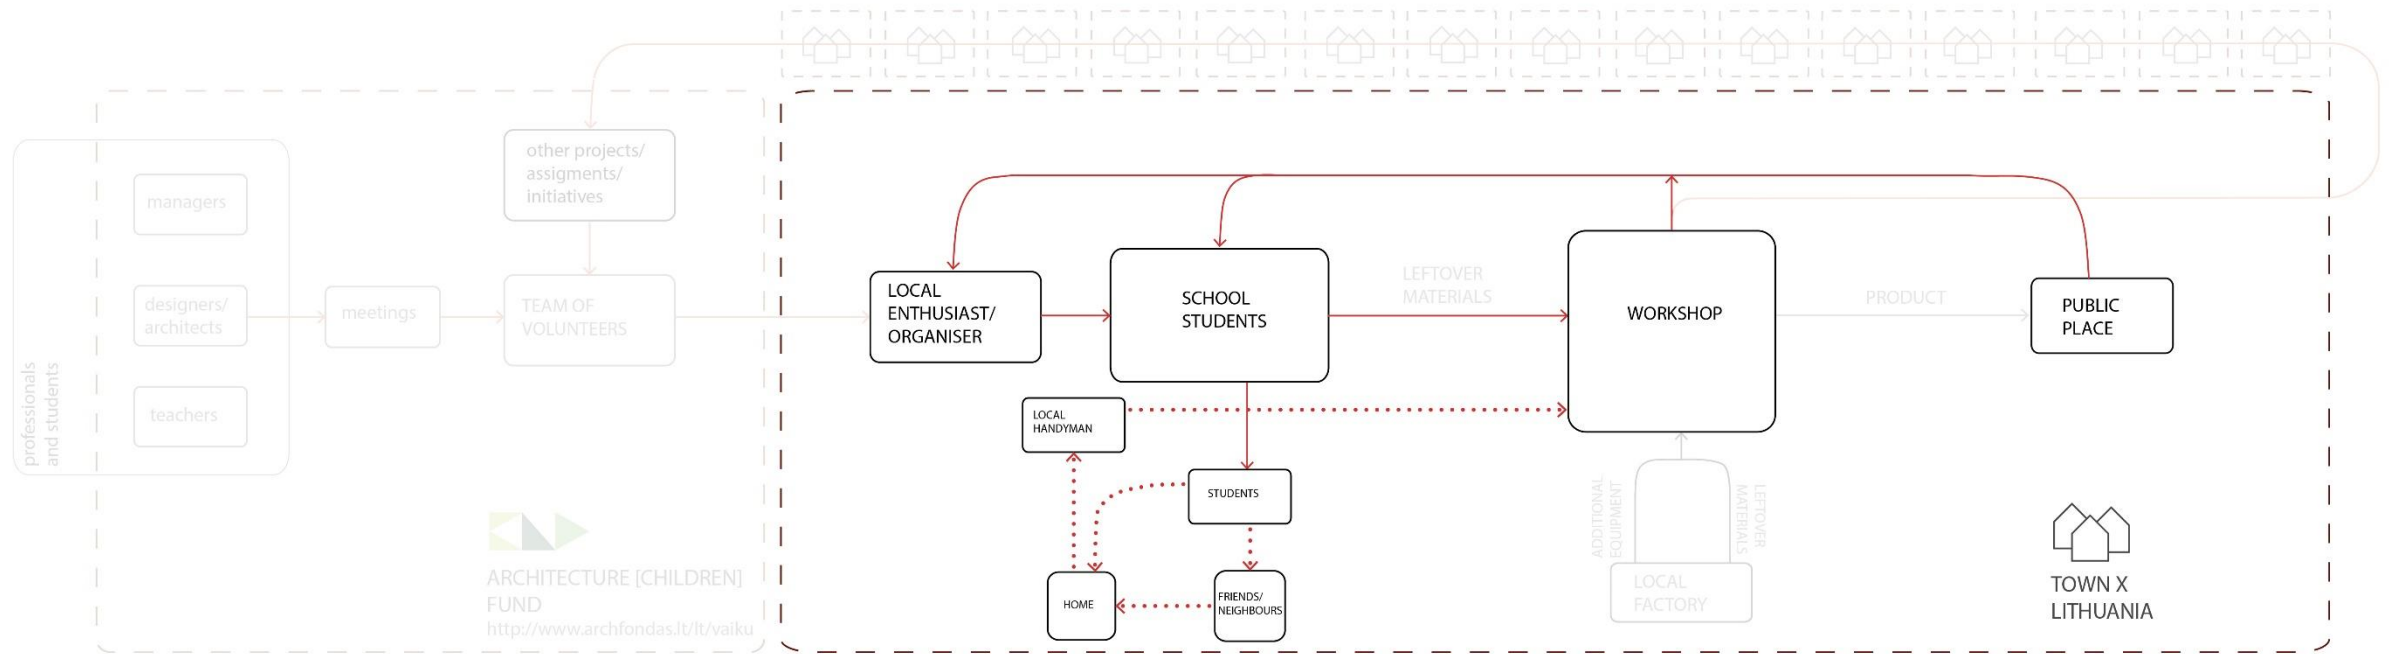 other projects/
assigments/
initiatives
managers
designers/
architects
teachers
professionals
and students
meetings
TEAM OF
VOLUNTEERS
ARCHITECTURE [CHILDREN]
FUND
http://www.archfondas.lt/lt/vaiku
LOCAL
ENTHUSIAST/
ORGANISER
SCHOOL
STUDENTS
LEFTOVER
MATERIALS
WORKSHOP
PRODUCT
PUBLIC
PLACE
LOCAL
HANDYMAN
STUDENTS
HOME
FRIENDS/
NEIGHBOURS
ADDITIONAL
EQUIPMENT
LEFTOVER
MATERIALS
LOCAL
FACTORY
TOWN X
LITHUANIA